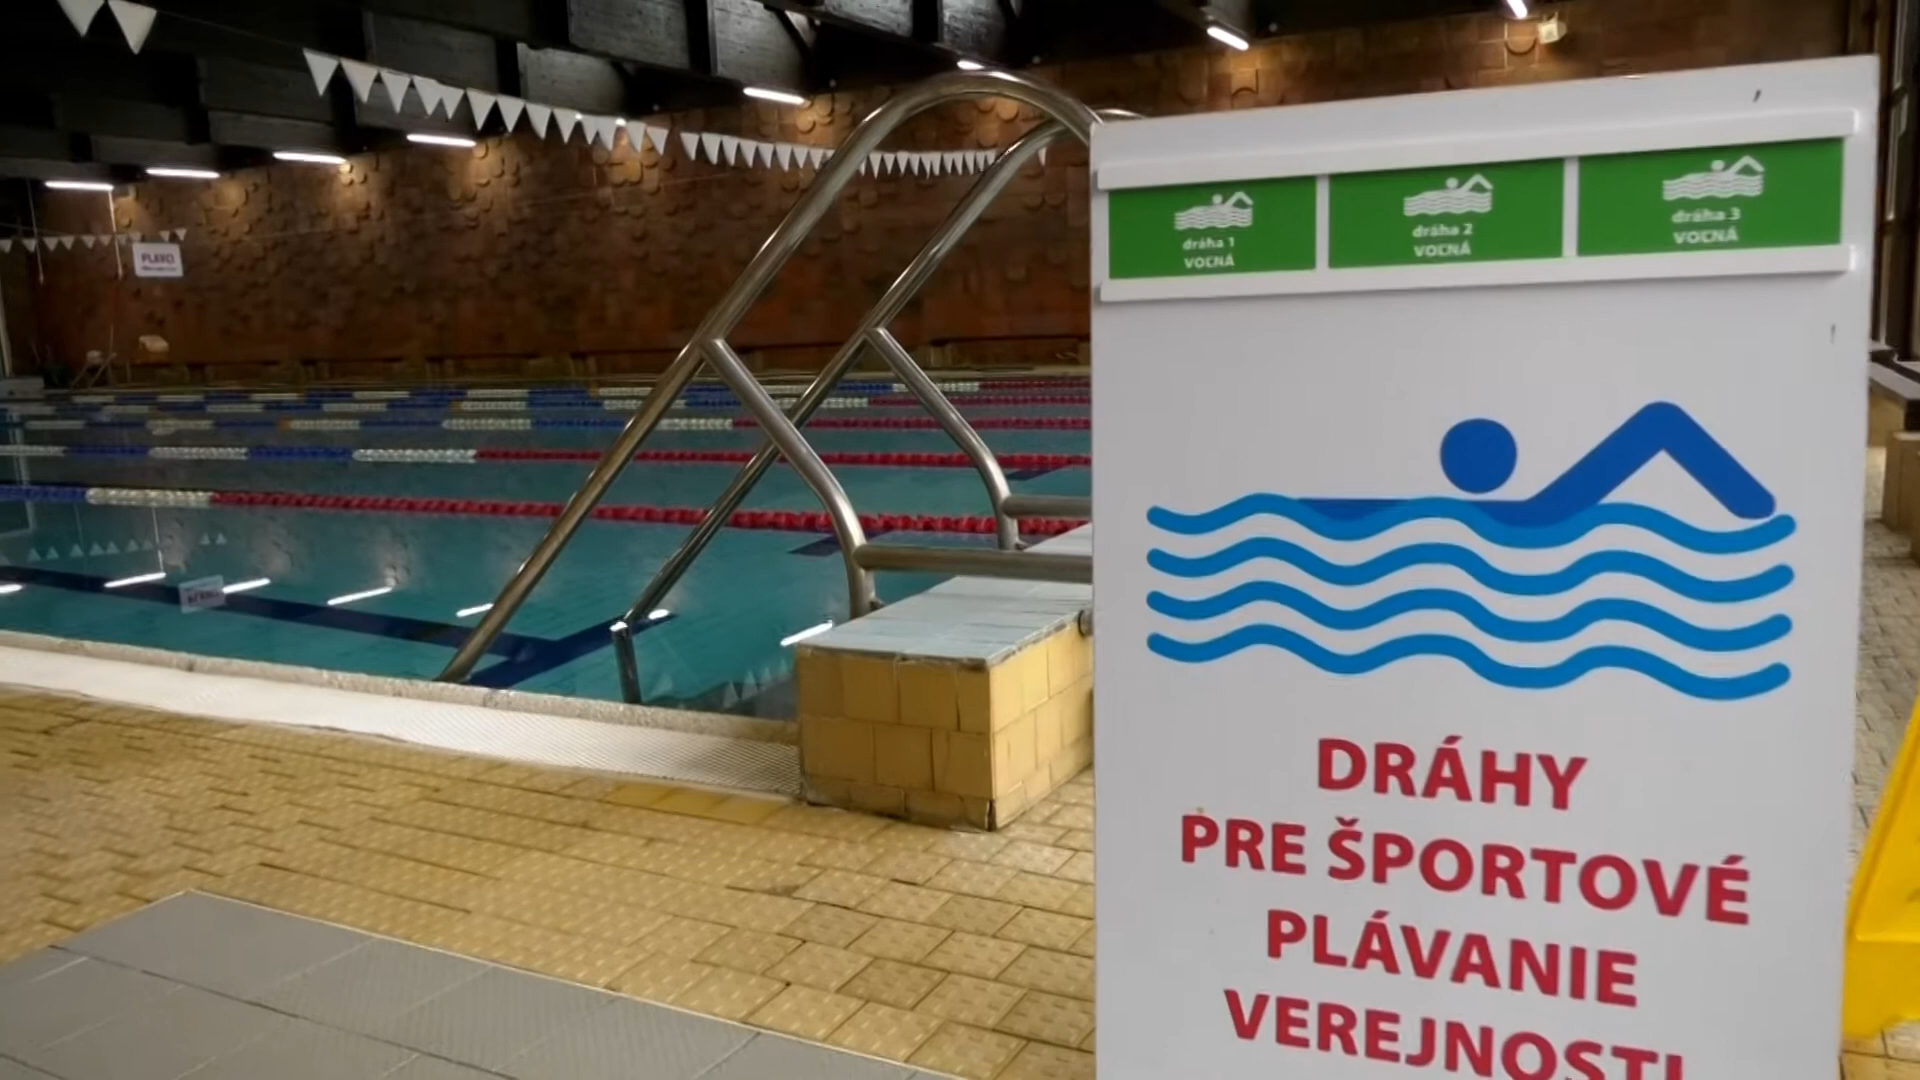 dráha 1
VOĽNÁ
dráha 2
VOĽNÁ
dráha 3
VOĽNÁ
DRÁHY
PRE ŠPORTOVÉ
PLÁVANIE
VEREJNOSTI